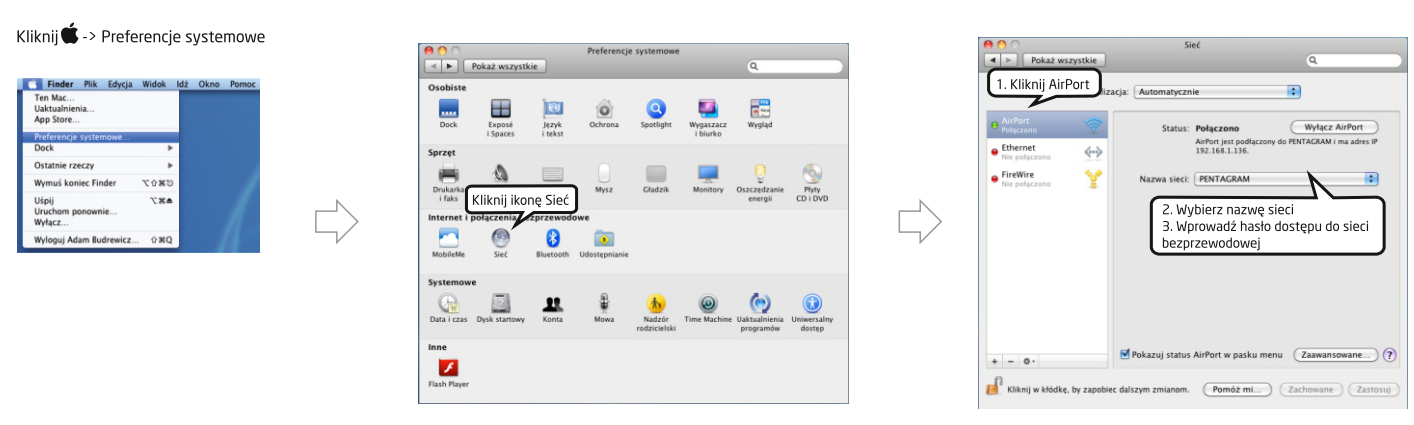 Kliknij -> Preferencje systemowe
Finder Plik Edycja Widok Idź Okno Pomoc
Ten Mac...
Uaktualnienia...
App Store...
Preferencje systemowe...
Dock
Ostatnie rzeczy
Wymuś koniec Finder ⌥⇧⌘⎋
Uśpij ⌥⌘⏏
Uruchom ponownie...
Wyłącz...
Wyloguj Adam Budrewicz... ⇧⌘Q
Preferencje systemowe
Pokaż wszystkie
Osobiste
Dock Exposé i Spaces Język i tekst Ochrona Spotlight Wygaszacz i biurko Wygląd
Sprzęt
Drukarka i faks Mysz Gładzik Monitory Oszczędzanie energii Płyty CD i DVD
Kliknij ikonę Sieć
Internet i połączenia bezprzewodowe
MobileMe Sieć Bluetooth Udostępnianie
Systemowe
Data i czas Dysk startowy Konta Mowa Nadzór rodzicielski Time Machine Uaktualnienia programów Uniwersalny dostęp
Inne
Flash Player
Sieć
Pokaż wszystkie
1. Kliknij AirPort
zacja: Automatycznie
AirPort
Połączono
Ethernet
Nie połączono
FireWire
Nie połączono
Status: Połączono Wyłącz AirPort
AirPort jest podłączony do PENTAGRAM i ma adres IP
192.168.1.136.
Nazwa sieci: PENTAGRAM
2. Wybierz nazwę sieci
3. Wprowadź hasło dostępu do sieci
bezprzewodowej
Pokazuj status AirPort w pasku menu Zaawansowane... ?
Kliknij w kłódkę, by zapobiec dalszym zmianom. Pomóż mi... Zachowane Zastosuj